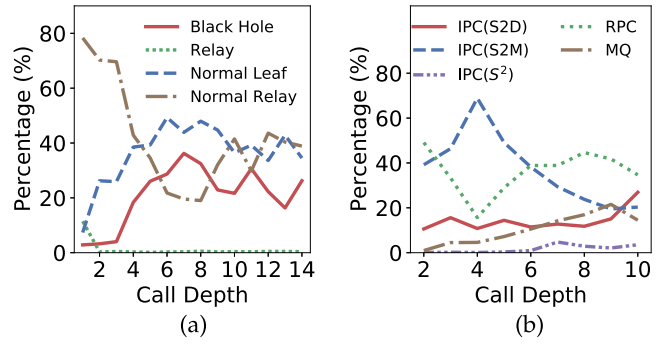 Black Hole
Relay
Normal Leaf
Normal Relay
Percentage (%)
80
60
40
20
0
2 4 6 8 10 12 14
Call Depth
(a)
IPC(S2D)
IPC(S2M)
IPC(S²)
RPC
MQ
Percentage (%)
80
60
40
20
0
2 4 6 8 10
Call Depth
(b)